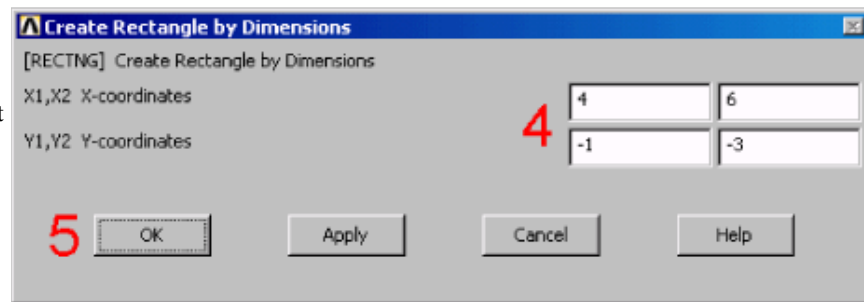 Create Rectangle by Dimensions
[RECTNG] Create Rectangle by Dimensions
X1,X2 X-coordinates 4 6
t
4
Y1,Y2 Y-coordinates -1 -3
5 OK Apply Cancel Help